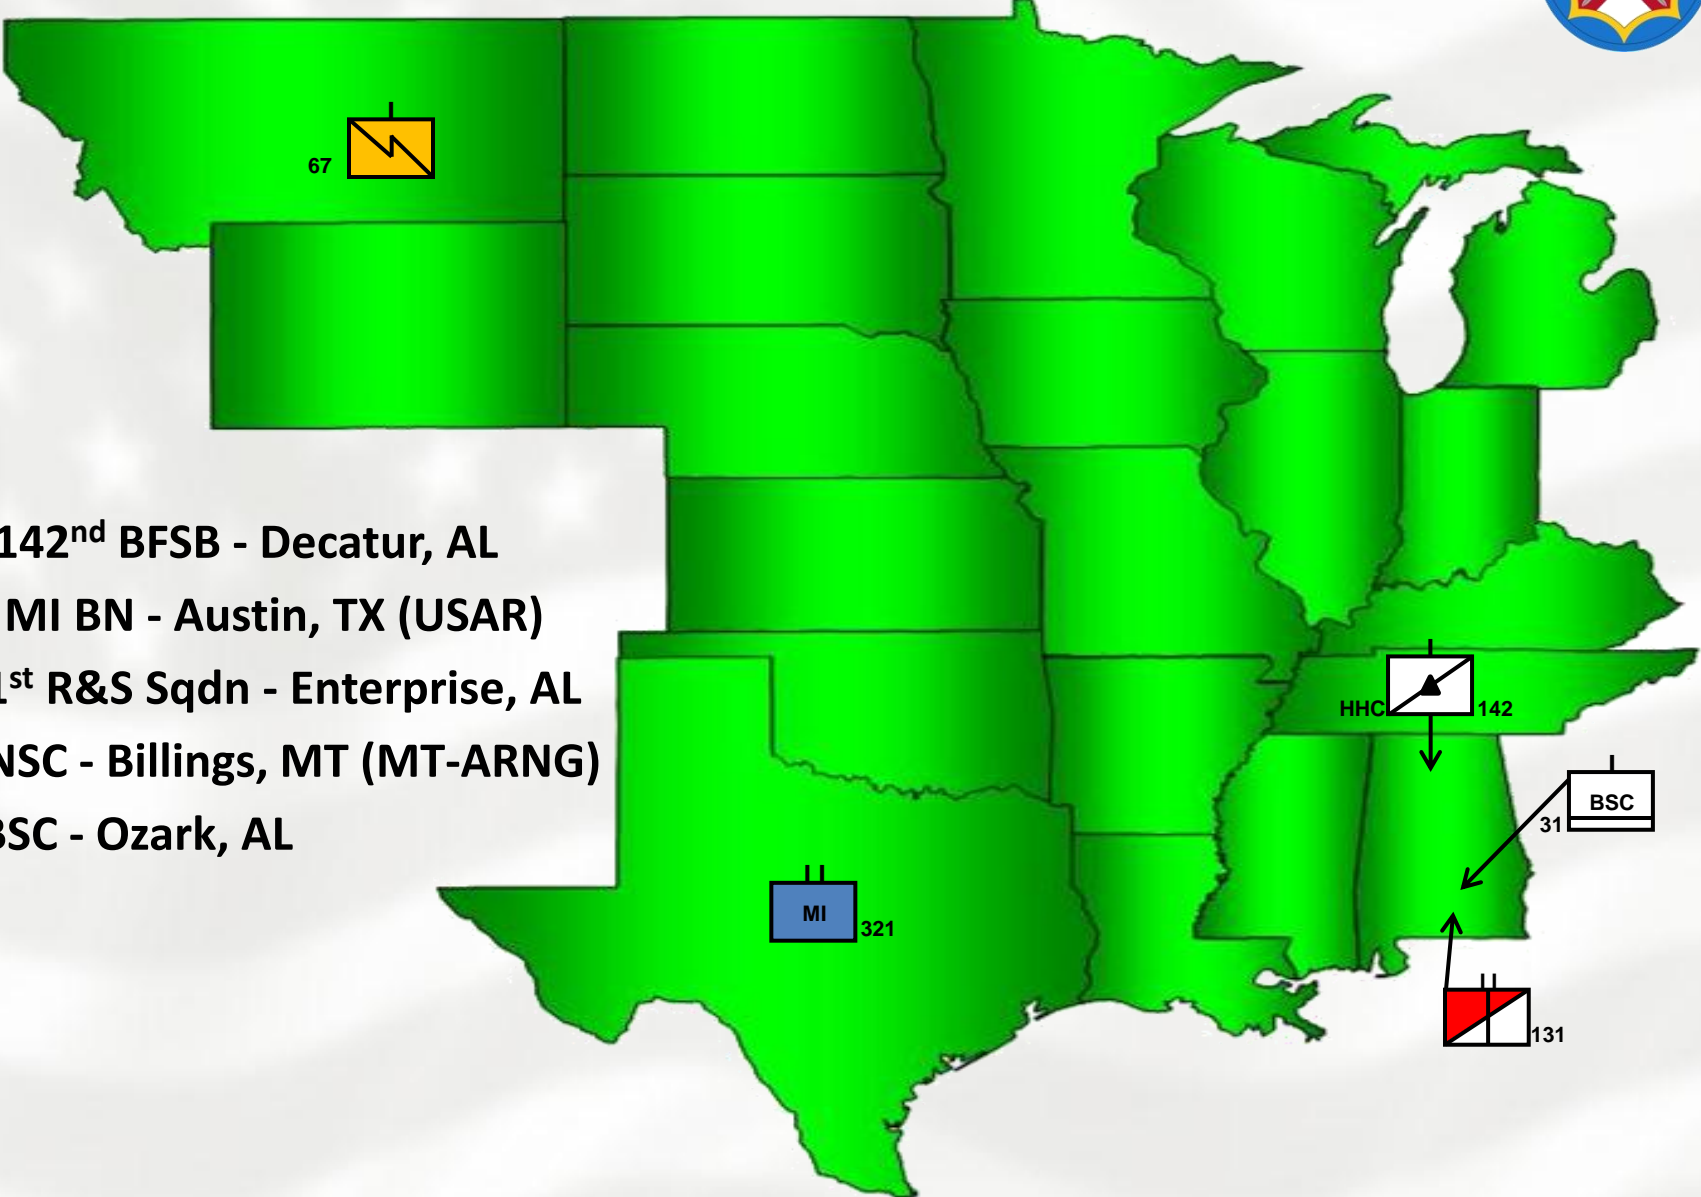 67
142nd BFSB - Decatur, AL
MI BN - Austin, TX (USAR)
1st R&S Sqdn - Enterprise, AL
NSC - Billings, MT (MT-ARNG)
BSC - Ozark, AL
HHC 142
BSC
31
MI
321
131